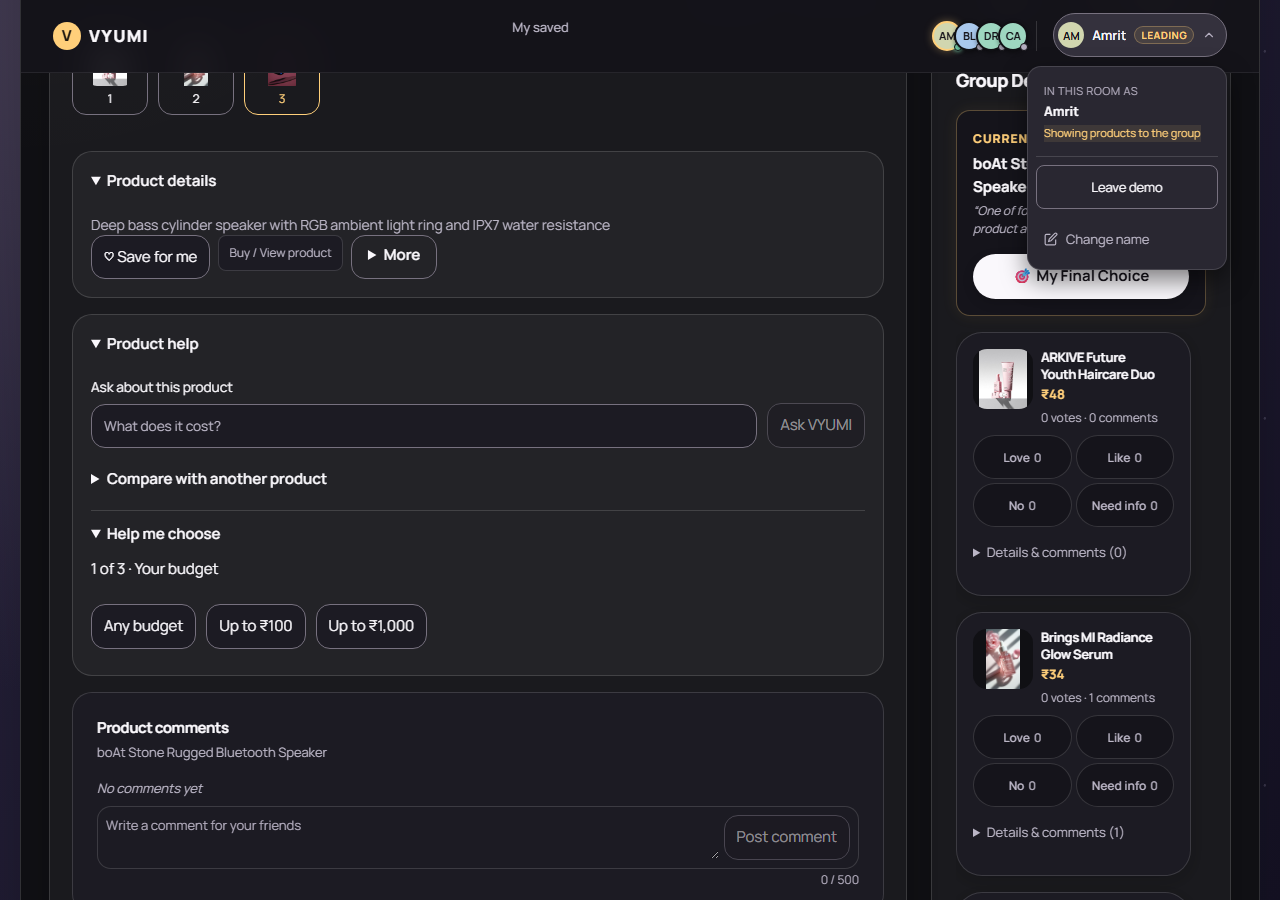 V VYUMI
My saved
AM BL DR CA
AM Amrit LEADING
1
2
3
Product details
Deep bass cylinder speaker with RGB ambient light ring and IPX7 water resistance
Save for me
Buy / View product
More
Product help
Ask about this product
What does it cost?
Ask VYUMI
Compare with another product
Help me choose
1 of 3 · Your budget
Any budget
Up to ₹100
Up to ₹1,000
Product comments
boAt Stone Rugged Bluetooth Speaker
No comments yet
Write a comment for your friends
Post comment
0 / 500
IN THIS ROOM AS
Amrit
Showing products to the group
Leave demo
Change name
Group
boAt
"One of
product
My Final Choice
ARKIVE Future
Youth Haircare Duo
₹48
0 votes · 0 comments
Love 0
Like 0
No 0
Need info 0
Details & comments (0)
Brings MI Radiance
Glow Serum
₹34
0 votes · 1 comments
Love 0
Like 0
No 0
Need info 0
Details & comments (1)